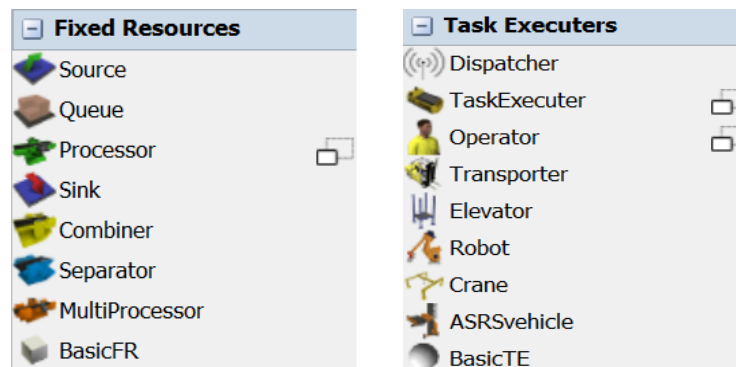 Fixed Resources
Source
Queue
Processor
Sink
Combiner
Separator
MultiProcessor
BasicFR
Task Executers
Dispatcher
TaskExecuter
Operator
Transporter
Elevator
Robot
Crane
ASRSvehicle
BasicTE